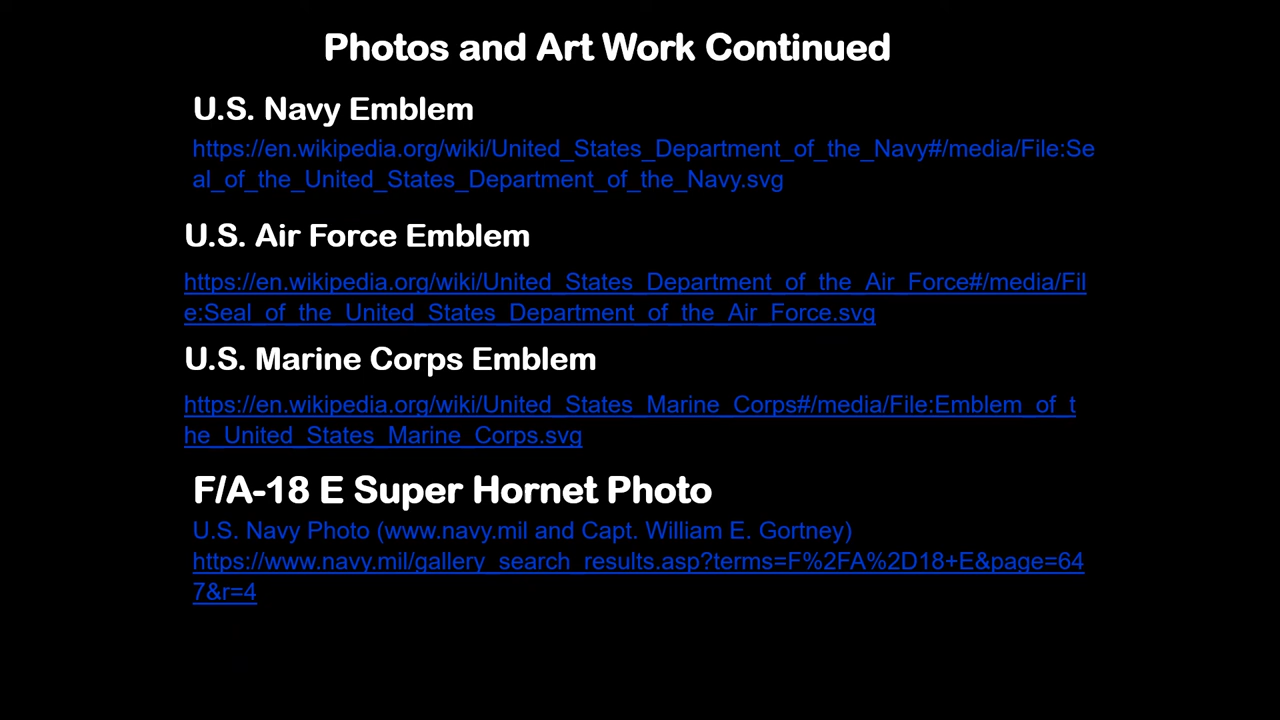 Photos and Art Work Continued
U.S. Navy Emblem
https://en.wikipedia.org/wiki/United_States_Department_of_the_Navy#/media/File:Se
al_of_the_United_States_Department_of_the_Navy.svg
U.S. Air Force Emblem
https://en.wikipedia.org/wiki/United_States_Department_of_the_Air_Force#/media/Fil
e:Seal_of_the_United_States_Department_of_the_Air_Force.svg
U.S. Marine Corps Emblem
https://en.wikipedia.org/wiki/United_States_Marine_Corps#/media/File:Emblem_of_t
he_United_States_Marine_Corps.svg
F/A-18 E Super Hornet Photo
U.S. Navy Photo (www.navy.mil and Capt. William E. Gortney)
https://www.navy.mil/gallery_search_results.asp?terms=F%2FA%2D18+E&page=64
7&r=4